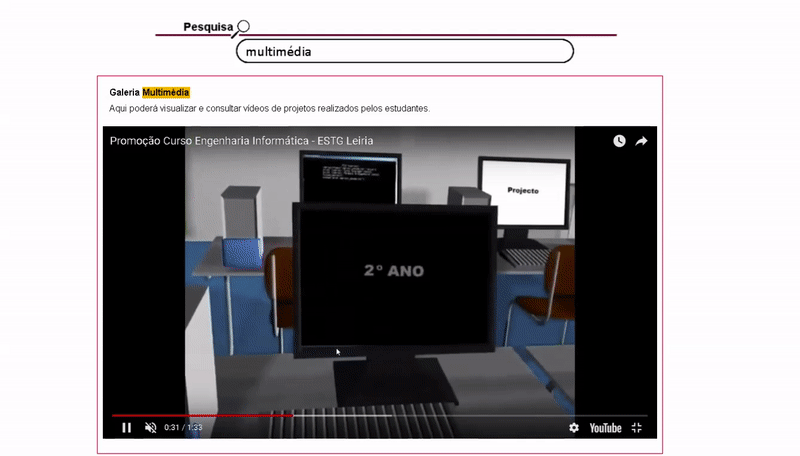 Pesquisa
multimédia
Galeria Multimédia
Aqui poderá visualizar e consultar vídeos de projetos realizados pelos estudantes.
Promoção Curso Engenharia Informática - ESTG Leiria
Projecto
2º ANO
0:31 / 1:33
YouTube